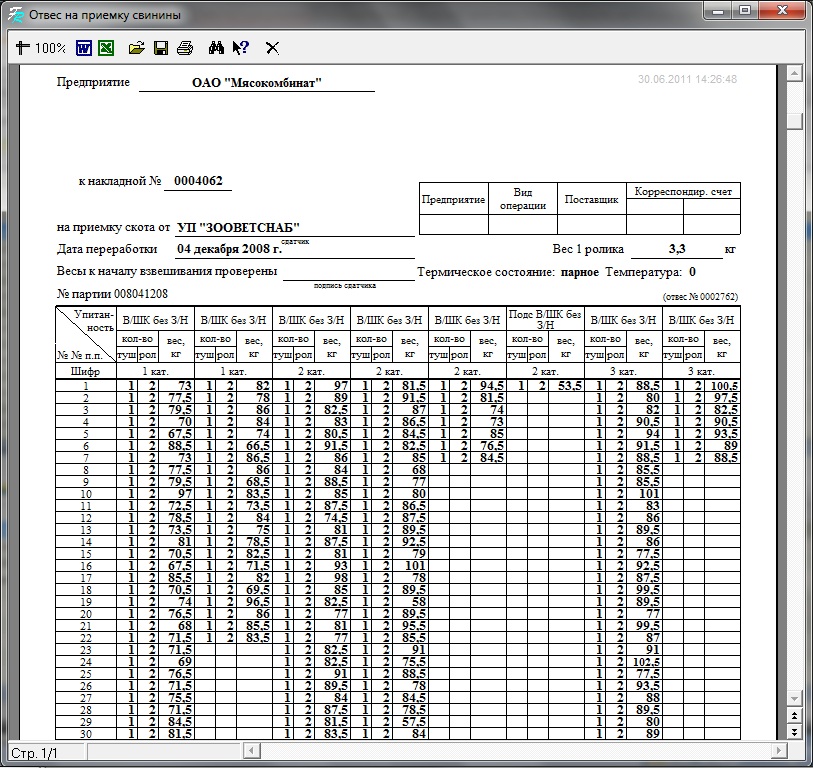 Отвес на приемку свинины
100%
Предприятие ОАО "Мясокомбинат" 30.06.2011 14:26:48
к накладной № 0004062
Предприятие Вид операции Поставщик Корреспондир. счет
на приемку скота от УП "ЗООВЕТСНАБ"
сдатчик
Дата переработки 04 декабря 2008 г. Вес 1 ролика 3,3 кг
Весы к началу взвешивания проверены Термическое состояние: парное Температура: 0
подпись сдатчика
№ партии 008041208 (отвес № 0002762)
Упитан-ность В/ШК без З/Н В/ШК без З/Н В/ШК без З/Н В/ШК без З/Н В/ШК без З/Н Подс В/ШК без З/Н В/ШК без З/Н В/ШК без З/Н
кол-во вес, кг кол-во вес, кг кол-во вес, кг кол-во вес, кг кол-во вес, кг кол-во вес, кг кол-во вес, кг кол-во вес, кг
№ № п.п. туш рол туш рол туш рол туш рол туш рол туш рол туш рол туш рол
Шифр 1 кат. 1 кат. 2 кат. 2 кат. 2 кат. 2 кат. 3 кат. 3 кат.
1 1 2 73 1 2 82 1 2 97 1 2 81,5 1 2 94,5 1 2 53,5 1 2 88,5 1 2 100,5
2 1 2 77,5 1 2 78 1 2 89 1 2 91,5 1 2 81,5 1 2 80 1 2 97,5
3 1 2 79,5 1 2 86 1 2 82,5 1 2 87 1 2 74 1 2 82 1 2 82,5
4 1 2 70 1 2 84 1 2 83 1 2 86,5 1 2 73 1 2 90,5 1 2 90,5
5 1 2 67,5 1 2 74 1 2 80,5 1 2 84,5 1 2 85 1 2 94 1 2 93,5
6 1 2 88,5 1 2 66,5 1 2 91,5 1 2 82,5 1 2 76,5 1 2 91,5 1 2 89
7 1 2 73 1 2 86,5 1 2 86 1 2 85 1 2 84,5 1 2 88,5 1 2 88,5
8 1 2 77,5 1 2 86 1 2 84 1 2 68 1 2 85,5
9 1 2 79,5 1 2 68,5 1 2 88,5 1 2 77 1 2 85,5
10 1 2 97 1 2 83,5 1 2 85 1 2 80 1 2 101
11 1 2 72,5 1 2 73,5 1 2 87,5 1 2 86,5 1 2 83
12 1 2 78,5 1 2 84 1 2 74,5 1 2 87,5 1 2 86
13 1 2 73,5 1 2 75 1 2 81 1 2 89,5 1 2 89,5
14 1 2 81 1 2 78,5 1 2 87,5 1 2 92,5 1 2 86
15 1 2 70,5 1 2 82,5 1 2 81 1 2 79 1 2 77,5
16 1 2 67,5 1 2 71,5 1 2 93 1 2 101 1 2 92,5
17 1 2 85,5 1 2 82 1 2 98 1 2 78 1 2 87,5
18 1 2 70,5 1 2 69,5 1 2 85 1 2 89,5 1 2 99,5
19 1 2 74 1 2 96,5 1 2 82,5 1 2 58 1 2 89,5
20 1 2 76,5 1 2 86 1 2 77 1 2 89,5 1 2 77
21 1 2 68 1 2 85,5 1 2 81 1 2 95,5 1 2 99,5
22 1 2 71,5 1 2 83,5 1 2 77 1 2 85,5 1 2 87
23 1 2 71,5 1 2 82,5 1 2 91 1 2 91
24 1 2 69 1 2 82,5 1 2 75,5 1 2 102,5
25 1 2 76,5 1 2 91 1 2 88,5 1 2 77,5
26 1 2 71,5 1 2 89,5 1 2 78 1 2 93,5
27 1 2 75,5 1 2 84 1 2 84,5 1 2 88
28 1 2 71,5 1 2 87,5 1 2 78,5 1 2 89,5
29 1 2 84,5 1 2 81,5 1 2 57,5 1 2 80
30 1 2 81,5 1 2 83,5 1 2 84 1 2 89
Стр. 1/1